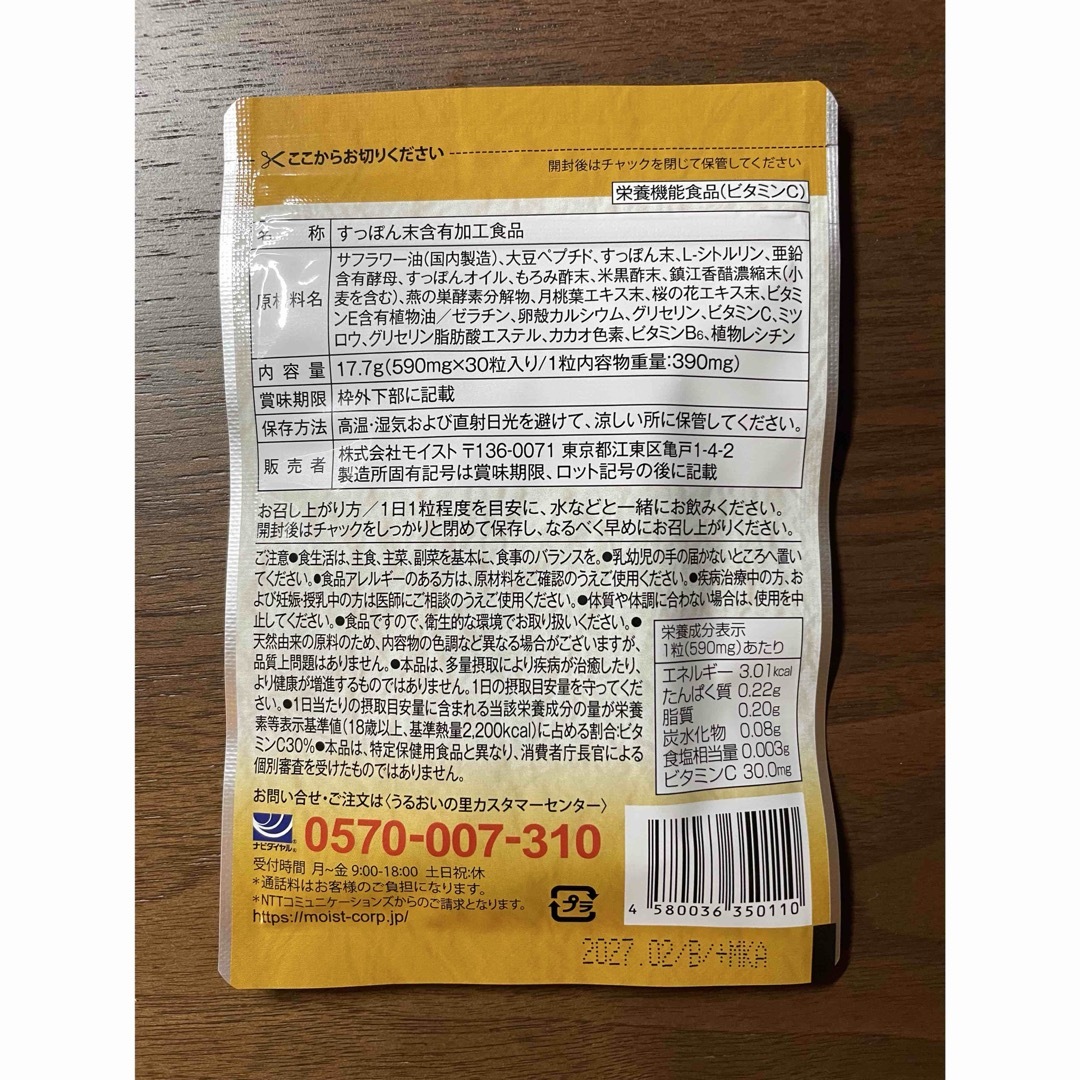 ここからお切りください
開封後はチャックを閉じて保管してください
栄養機能食品(ビタミンC)
名 称 すっぽん末含有加工食品
原材料名 サフラワー油(国内製造)、大豆ペプチド、すっぽん末、L-シトルリン、亜鉛
含有酵母、すっぽんオイル、もろみ酢末、米黒酢末、鎮江香醋濃縮末(小
麦を含む)、燕の巣酵素分解物、月桃葉エキス末、桜の花エキス末、ビタミ
ンE含有植物油/ゼラチン、卵殻カルシウム、グリセリン、ビタミンC、ミツ
ロウ、グリセリン脂肪酸エステル、カカオ色素、ビタミンB6、植物レシチン
内容量 17.7g(590mg×30粒入り/1粒内容物重量:390mg)
賞味期限 枠外下部に記載
保存方法 高温・湿気および直射日光を避けて、涼しい所に保管してください。
販売者 株式会社モイスト 〒136-0071 東京都江東区亀戸1-4-2
製造所固有記号は賞味期限、ロット記号の後に記載
お召し上がり方/1日1粒程度を目安に、水などと一緒にお飲みください。
開封後はチャックをしっかりと閉めて保存し、なるべく早めにお召し上がりください。
ご注意●食生活は、主食、主菜、副菜を基本に、食事のバランスを。●乳幼児の手の届かないところへ置い
てください。●食品アレルギーのある方は、原材料をご確認のうえご使用ください。●疾病治療中の方、お
よび妊娠・授乳中の方は医師にご相談のうえご使用ください。●体質や体調に合わない場合は、使用を中
止してください。●食品ですので、衛生的な環境でお取り扱いください。●
天然由来の原料のため、内容物の色調など異なる場合がございますが、
品質上問題はありません。●本品は、多量摂取により疾病が治癒したり、
より健康が増進するものではありません。1日の摂取目安量を守ってくだ
さい。●1日当たりの摂取目安量に含まれる当該栄養成分の量が栄養
素等表示基準値(18歳以上、基準熱量2,200kcal)に占める割合:ビタ
ミンC30%●本品は、特定保健用食品と異なり、消費者庁長官による
個別審査を受けたものではありません。
栄養成分表示
1粒(590mg)あたり
エネルギー 3.01kcal
たんぱく質 0.22g
脂質 0.20g
炭水化物 0.08g
食塩相当量 0.003g
ビタミンC 30.0mg
お問い合せ・ご注文は〈うるおいの里カスタマーセンター〉
ナビダイヤル®
0570-007-310
受付時間 月~金 9:00-18:00 土日祝:休
*通話料はお客様のご負担になります。
*NTTコミュニケーションズからのご請求となります。
https://moist-corp.jp/
プラ
4 580036 350110
2027.02/B/+MKA